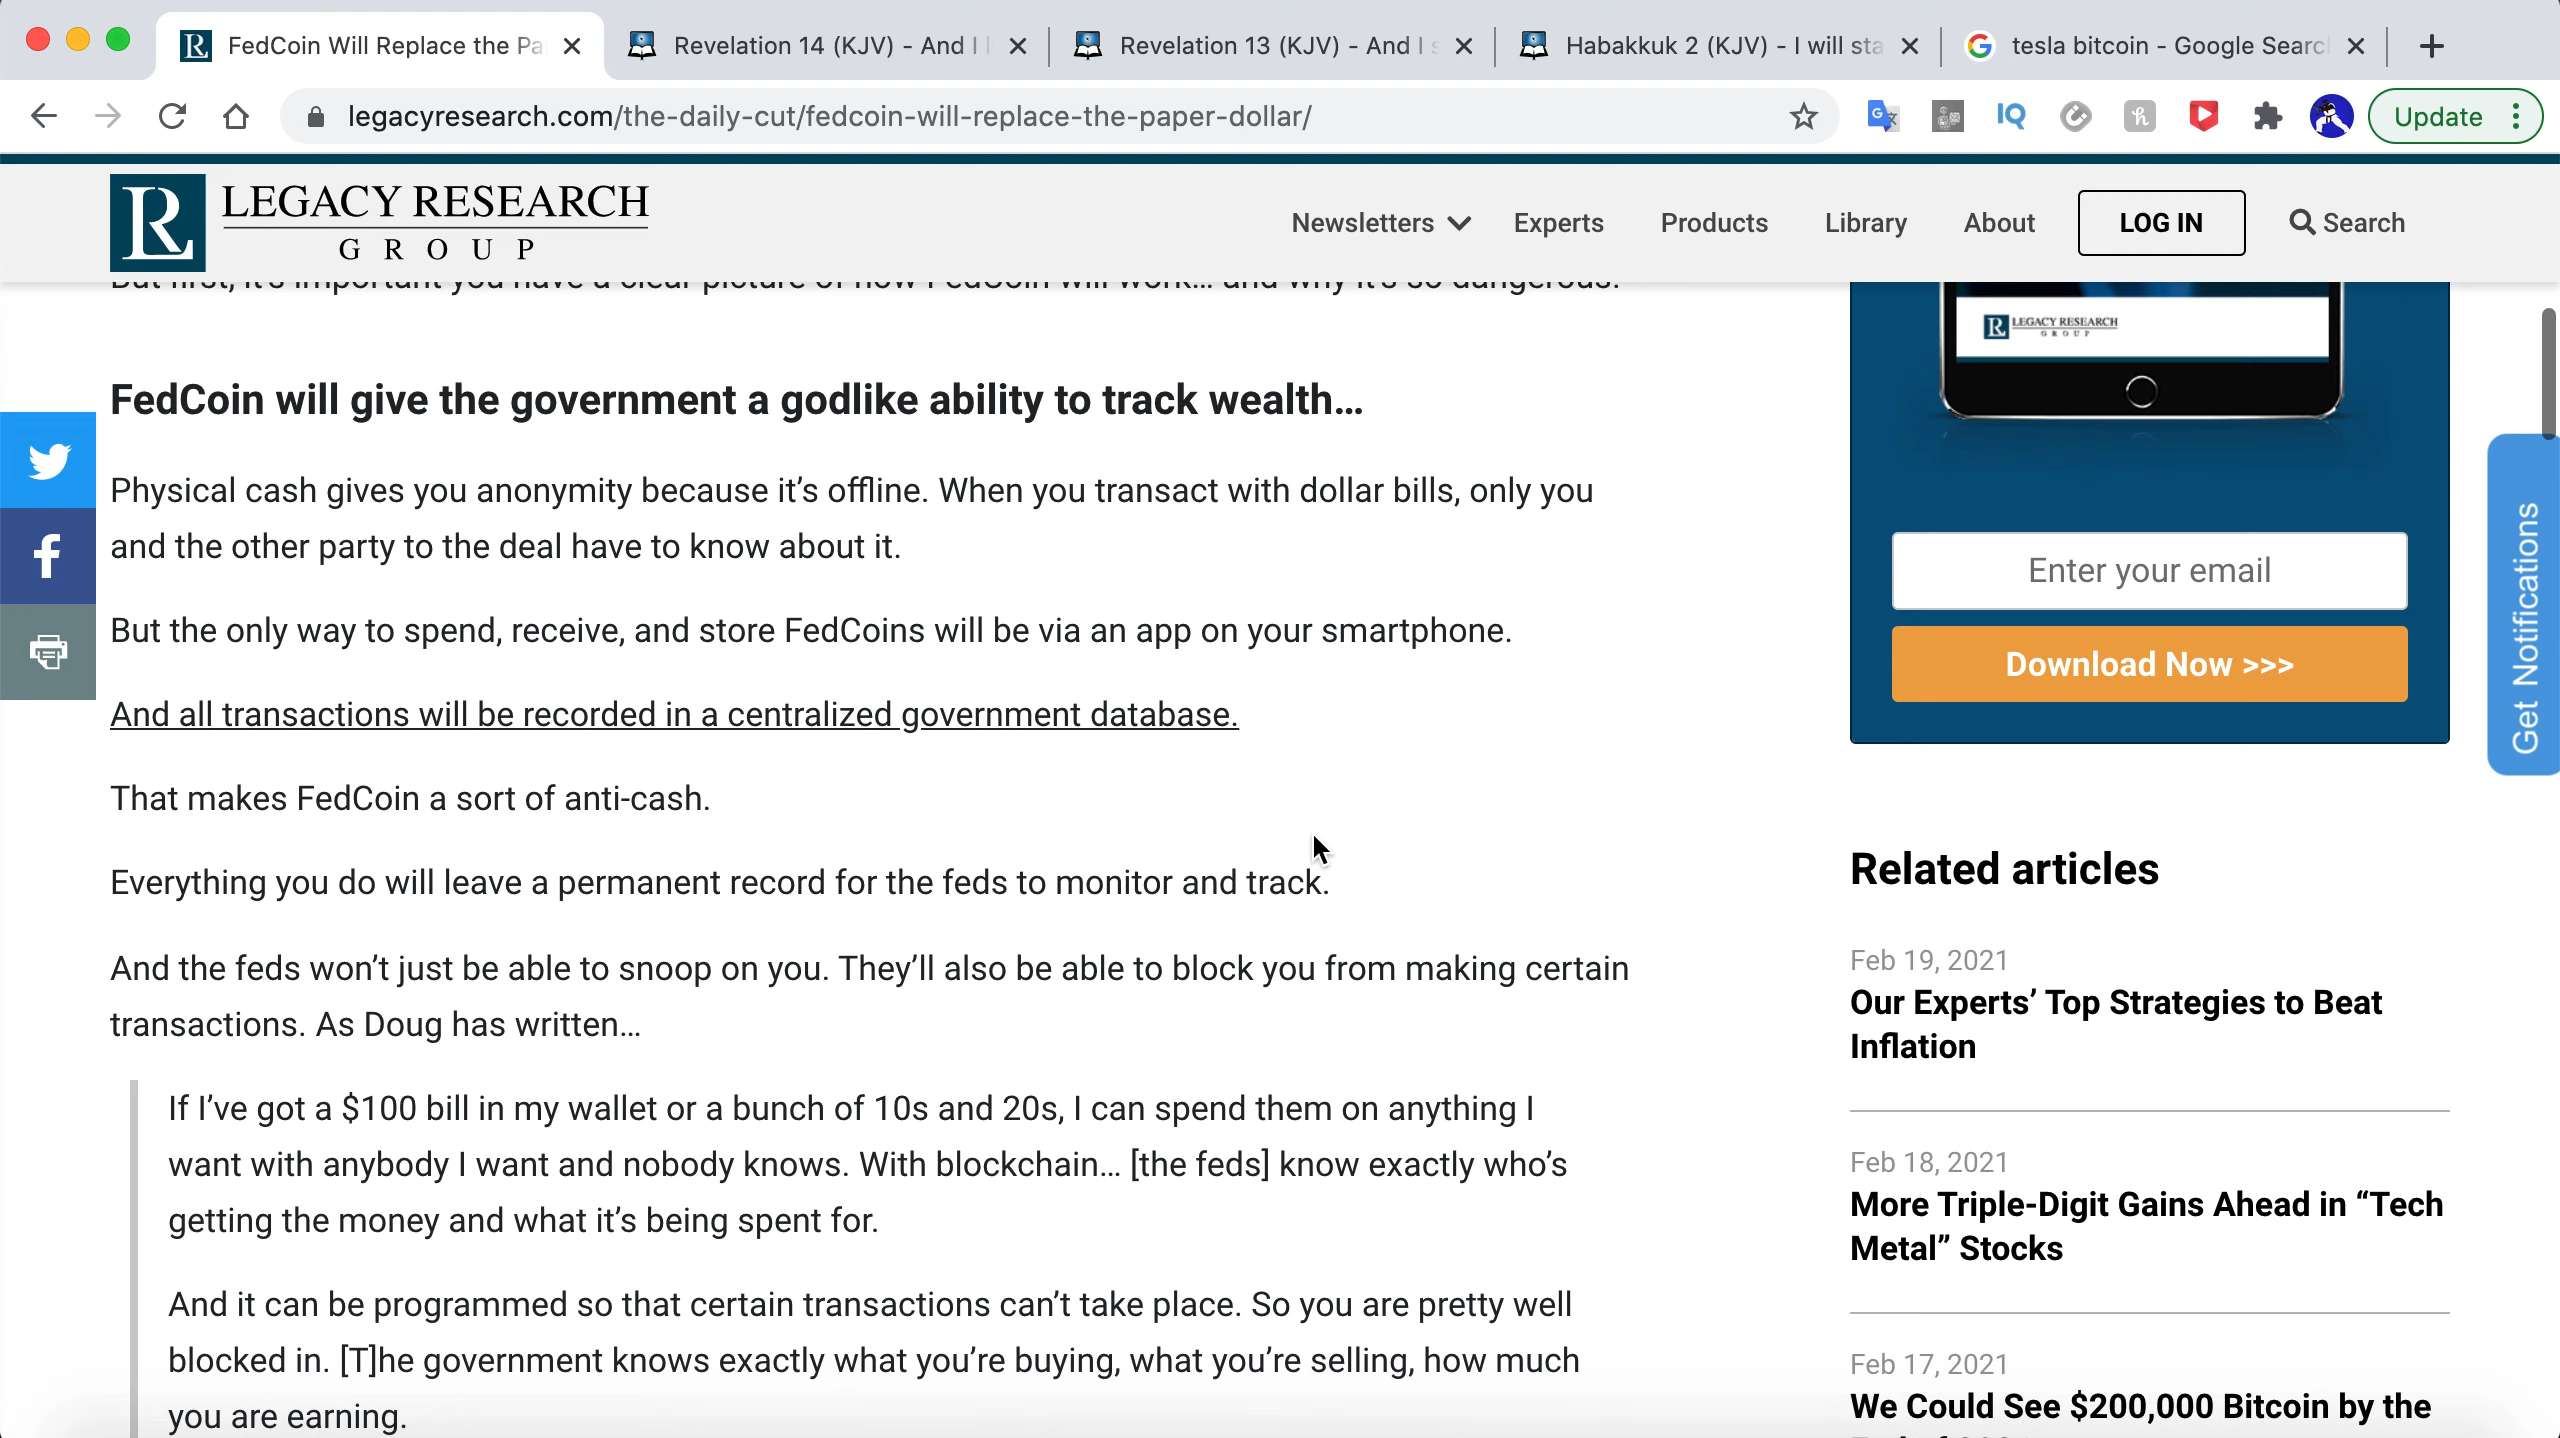 FedCoin Will Replace the Pa
Revelation 14 (KJV) - And I
Revelation 13 (KJV) - And I s
Habakkuk 2 (KJV) - I will sta
tesla bitcoin - Google Searc
legacyresearch.com/the-daily-cut/fedcoin-will-replace-the-paper-dollar/
Update
LEGACY RESEARCH
GROUP
Newsletters
Experts
Products
Library
About
LOG IN
Search
But first, it's important you have a clear picture of how FedCoin will work… and why it's so dangerous.
FedCoin will give the government a godlike ability to track wealth…
Physical cash gives you anonymity because it’s offline. When you transact with dollar bills, only you
and the other party to the deal have to know about it.
But the only way to spend, receive, and store FedCoins will be via an app on your smartphone.
And all transactions will be recorded in a centralized government database.
That makes FedCoin a sort of anti-cash.
Everything you do will leave a permanent record for the feds to monitor and track.
And the feds won’t just be able to snoop on you. They’ll also be able to block you from making certain
transactions. As Doug has written…
If I’ve got a $100 bill in my wallet or a bunch of 10s and 20s, I can spend them on anything I
want with anybody I want and nobody knows. With blockchain… [the feds] know exactly who’s
getting the money and what it’s being spent for.
And it can be programmed so that certain transactions can’t take place. So you are pretty well
blocked in. [T]he government knows exactly what you’re buying, what you’re selling, how much
you are earning.
LEGACY RESEARCH
GROUP
Enter your email
Download Now >>>
Get Notifications
Related articles
Feb 19, 2021
Our Experts’ Top Strategies to Beat
Inflation
Feb 18, 2021
More Triple-Digit Gains Ahead in “Tech
Metal” Stocks
Feb 17, 2021
We Could See $200,000 Bitcoin by the